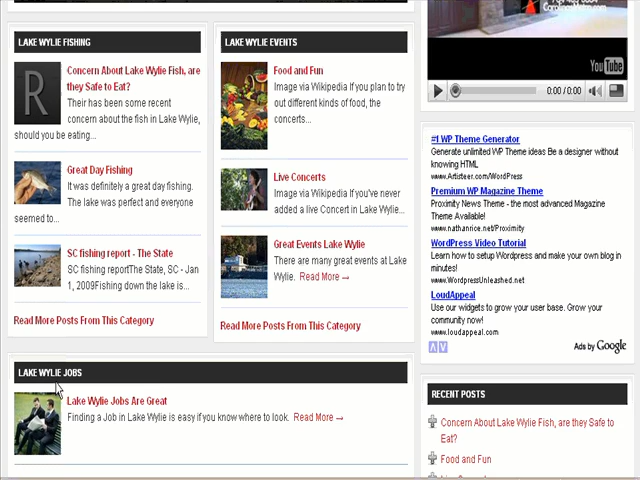 LAKE WYLIE FISHING
R
Concern About Lake Wylie Fish, are
they Safe to Eat?
Their has been some recent
concern about the fish in Lake Wylie,
should you be eating...
Great Day Fishing
It was definitely a great day fishing.
The lake was perfect and everyone
seemed to...
SC fishing report - The State
SC fishing reportThe State, SC - Jan
1, 2009Fishing down the lake is...
Read More Posts From This Category
LAKE WYLIE EVENTS
Food and Fun
Image via Wikipedia If you plan to try
out different kinds of food, the
concerts...
Live Concerts
Image via Wikipedia If you've never
added a live Concert in Lake Wylie...
Great Events Lake Wylie
There are many great events at Lake
Wylie. Read More →
Read More Posts From This Category
LAKE WYLIE JOBS
Lake Wylie Jobs Are Great
Finding a Job in Lake Wylie is easy if you know where to look. Read More →
You Tube
0:00 / 0:00
#1 WP Theme Generator
Generate unlimited WP Theme ideas Be a designer without
knowing HTML
www.Artisteer.com/WordPress
Premium WP Magazine Theme
Proximity News Theme - the most advanced Magazine
Theme Available!
www.nathanrice.net/Proximity
WordPress Video Tutorial
Learn how to setup Wordpress and make your own blog in
minutes!
www.WordpressUnleashed.net
LoudAppeal
Use our widgets to grow your user base. Grow your
community now!
www.loudappeal.com
Ads by Google
RECENT POSTS
Concern About Lake Wylie Fish, are they Safe to
Eat?
Food and Fun